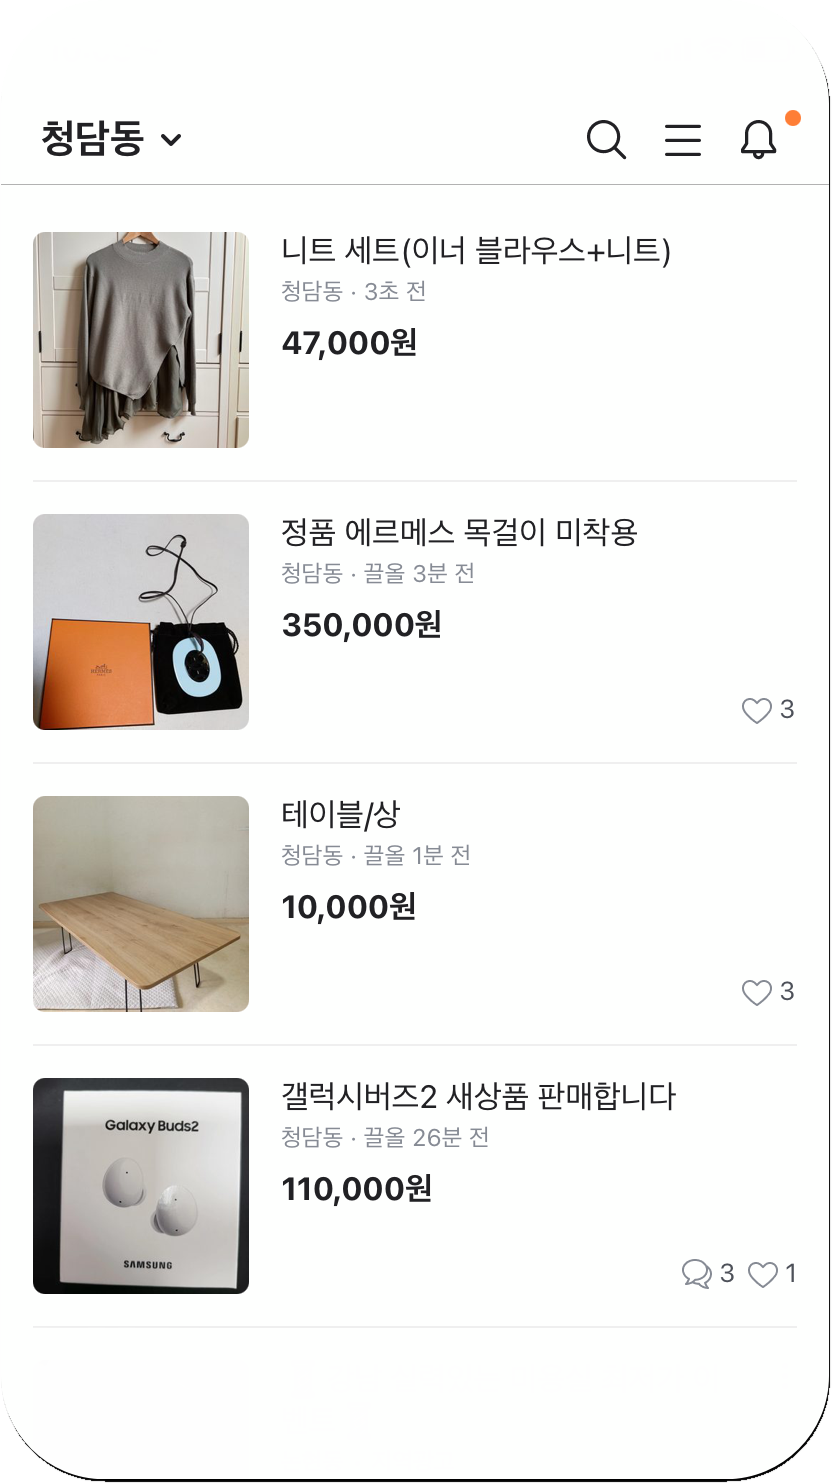 청담동
니트 세트(이너 블라우스+니트)
청담동 · 3초 전
47,000원
정품 에르메스 목걸이 미착용
청담동 · 끌올 3분 전
350,000원
HERMES
3
테이블/상
청담동 · 끌올 1분 전
10,000원
3
갤럭시버즈2 새상품 판매합니다
청담동 · 끌올 26분 전
110,000원
Galaxy Buds2
SAMSUNG
3 1